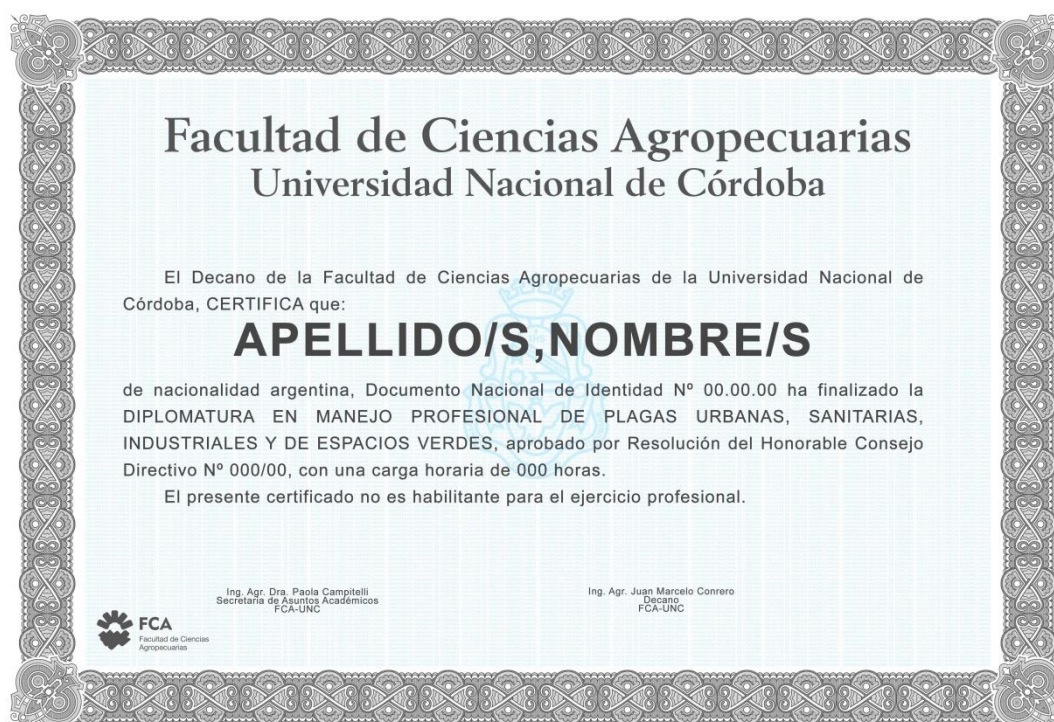 Facultad de Ciencias Agropecuarias
Universidad Nacional de Córdoba
El Decano de la Facultad de Ciencias Agropecuarias de la Universidad Nacional de
Córdoba, CERTIFICA que:
APELLIDO/S,NOMBRE/S
de nacionalidad argentina, Documento Nacional de Identidad Nº 00.00.00 ha finalizado la
DIPLOMATURA EN MANEJO PROFESIONAL DE PLAGAS URBANAS, SANITARIAS,
INDUSTRIALES Y DE ESPACIOS VERDES, aprobado por Resolución del Honorable Consejo
Directivo Nº 000/00, con una carga horaria de 000 horas.
El presente certificado no es habilitante para el ejercicio profesional.
Ing. Agr. Dra. Paola Campitelli
Secretaria de Asuntos Académicos
FCA-UNC
Ing. Agr. Juan Marcelo Conrero
Decano
FCA-UNC
FCA
Facultad de Ciencias
Agropecuarias